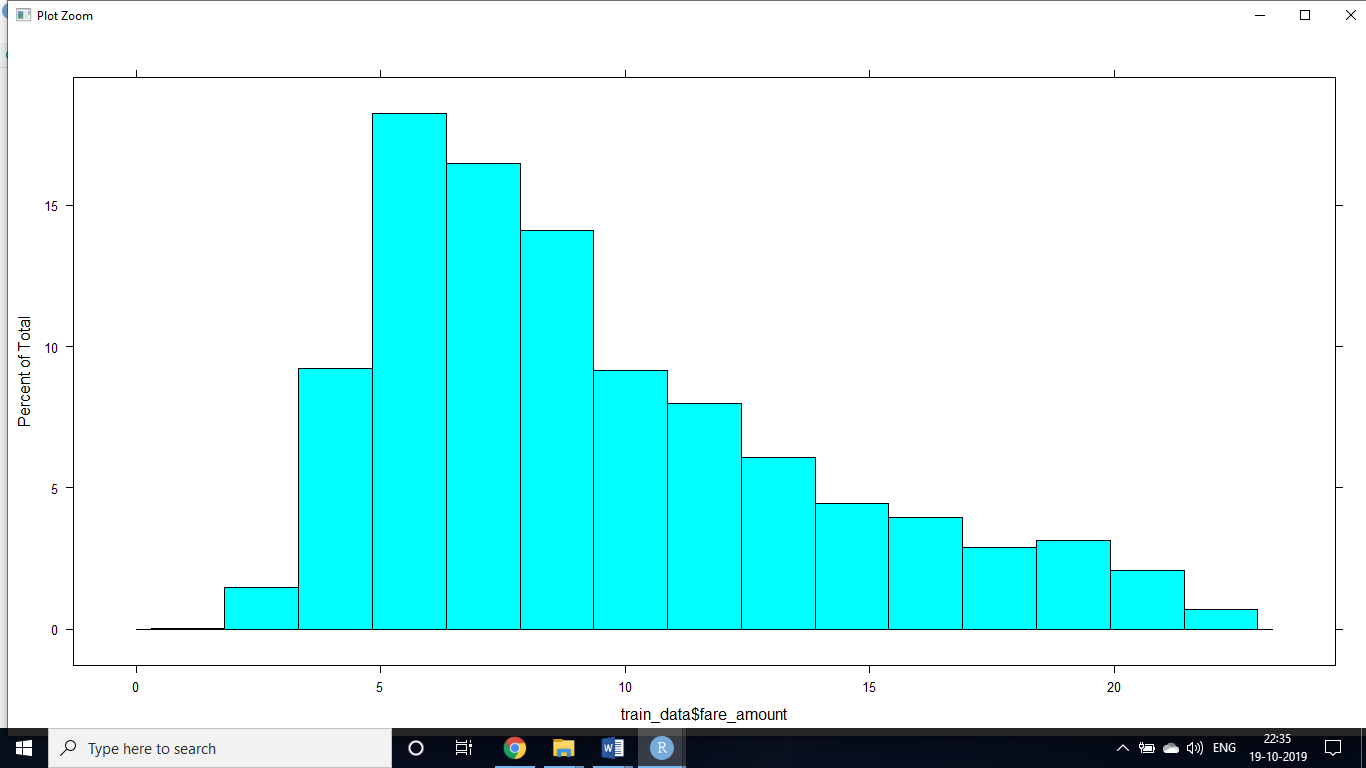 Plot Zoom
Percent of Total
15
10
5
0
0 5 10 15 20
train_data$fare_amount
Type here to search
W
R
ENG
22:35
19-10-2019